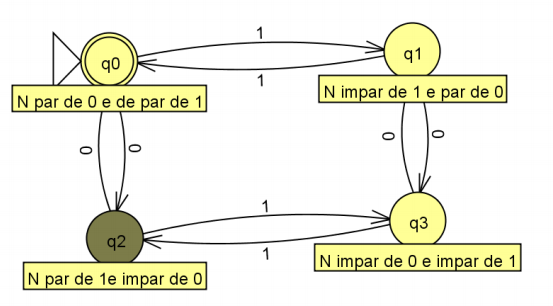 1
q0
q1
1
N par de 0 e de par de 1
N impar de 1 e par de 0
0
0
0
0
1
q2
q3
1
N par de 1e impar de 0
N impar de 0 e impar de 1